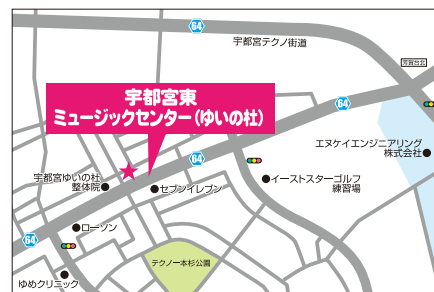 64
宇都宮テクノ街道
芳賀台北
宇都宮東
ミュージックセンター（ゆいの杜）
64
エヌケイエンジニアリング
株式会社
64
宇都宮ゆいの杜
整体院
セブンイレブン
イーストスターゴルフ
練習場
ローソン
64
テクノ一本杉公園
ゆめクリニック